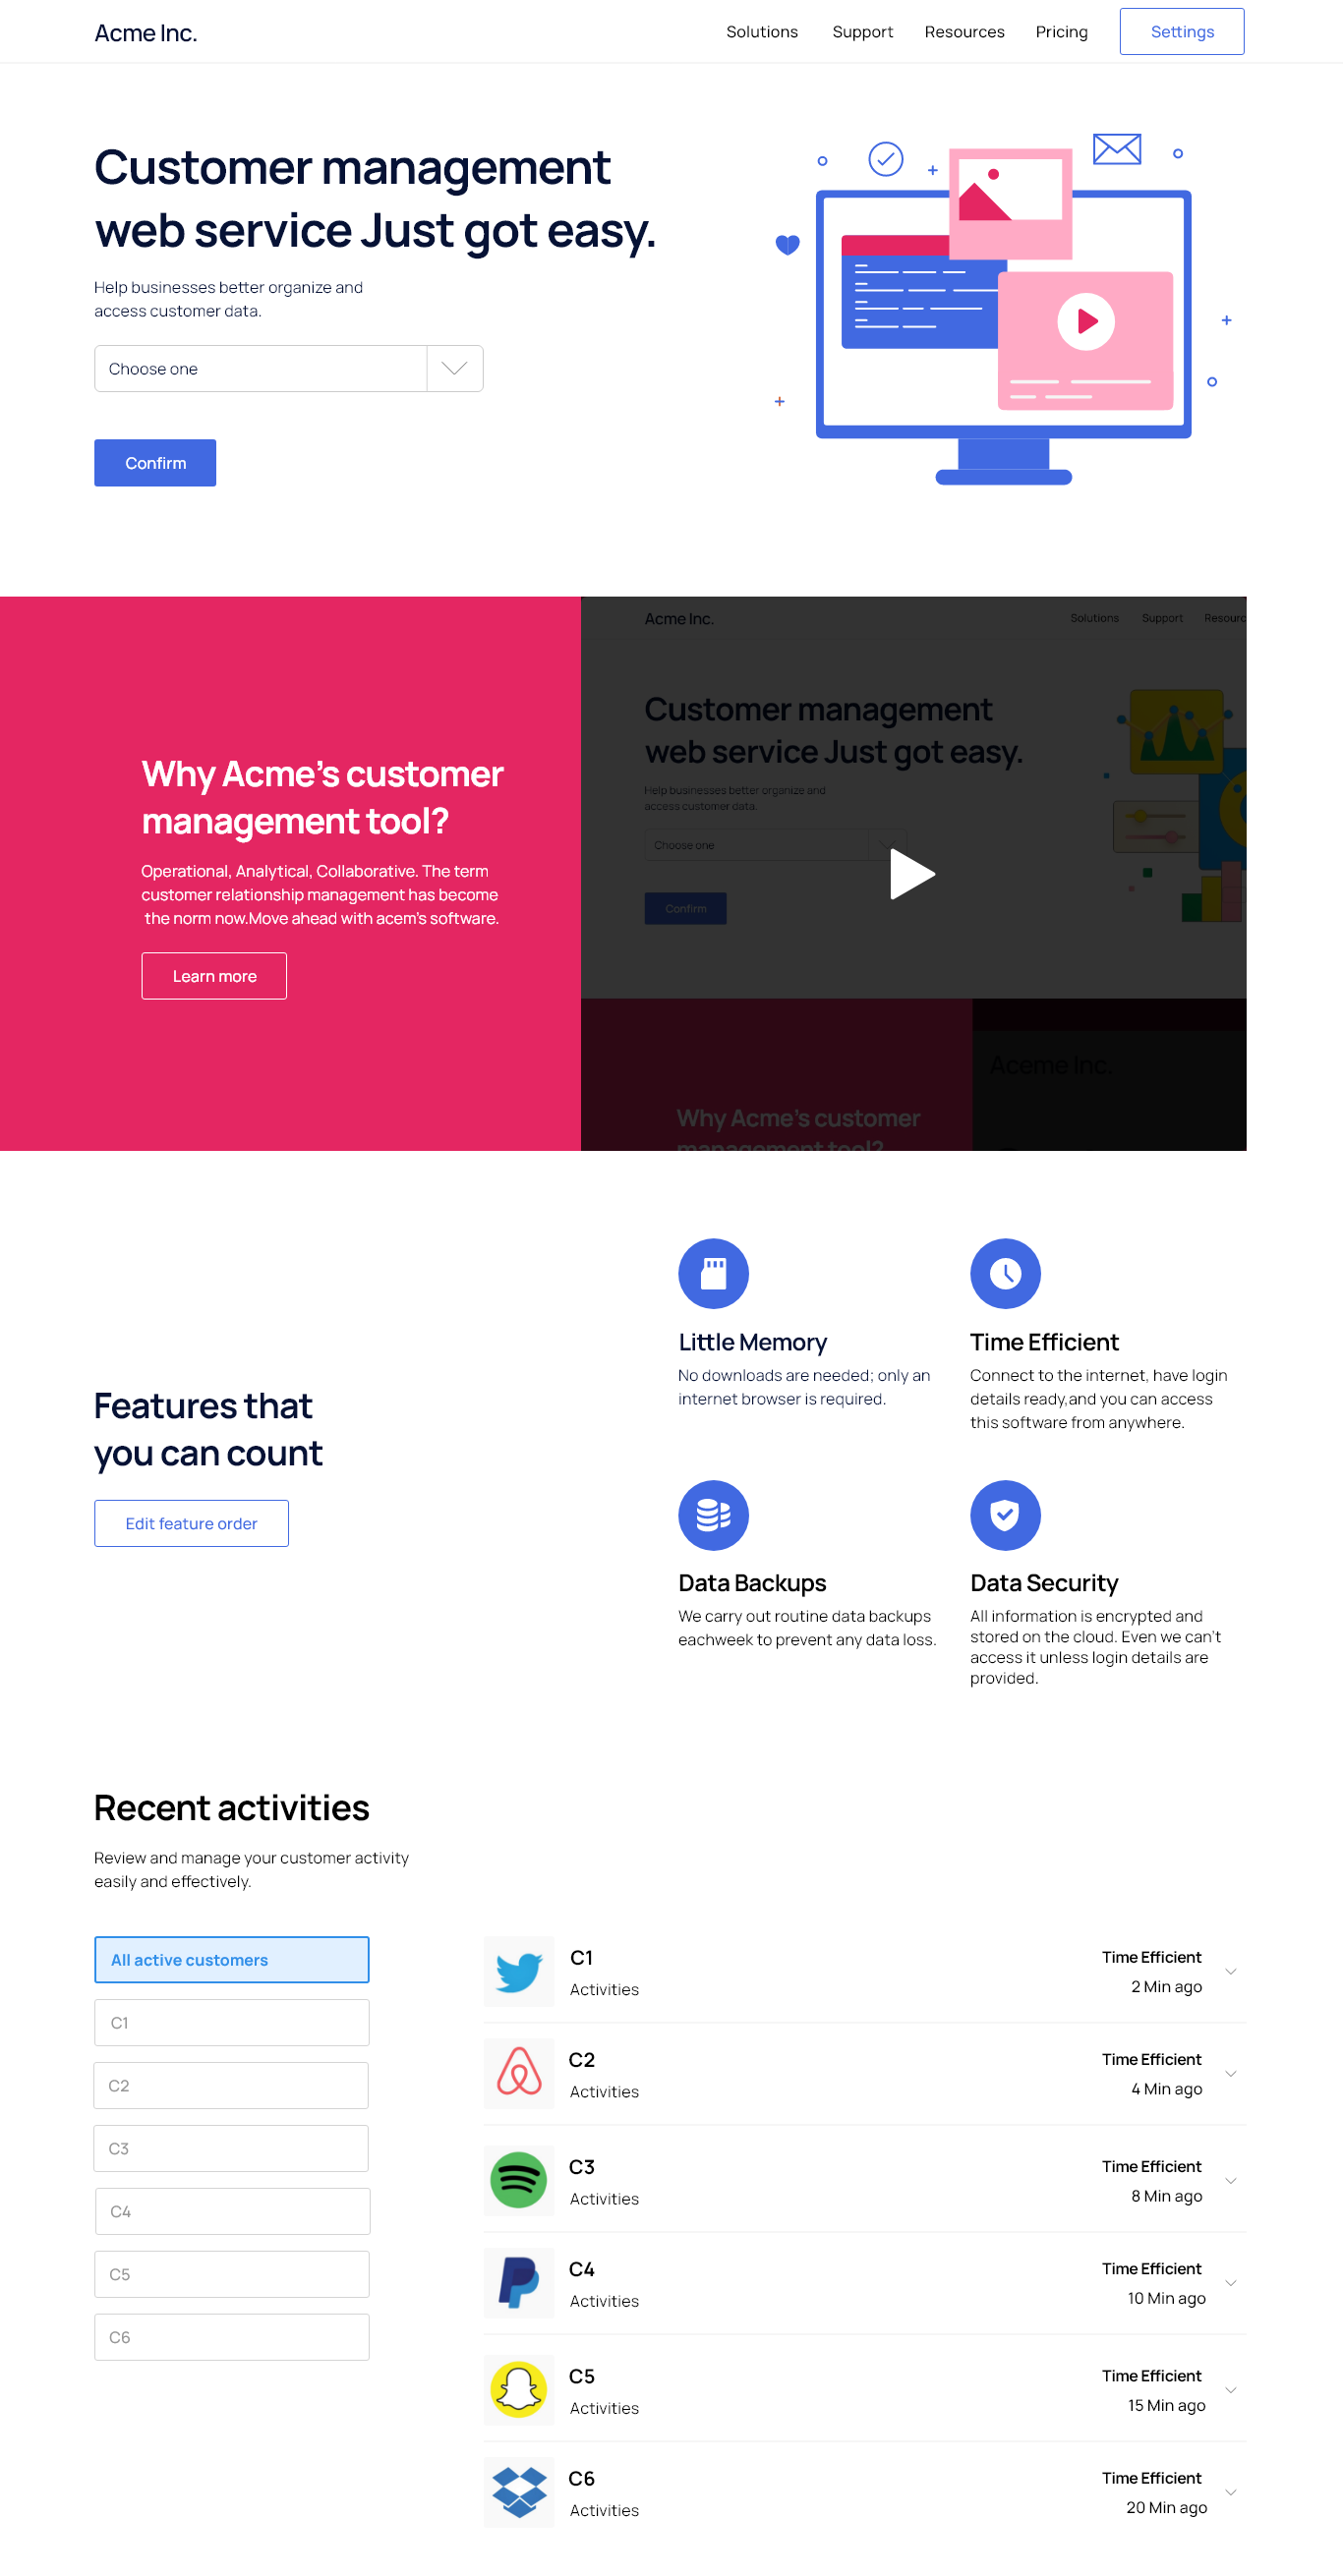 Acme Inc.
Solutions
Support
Resources
Pricing
Settings
Customer management
web service Just got easy.
Help businesses better organize and
access customer data.
Choose one
Confirm
Why Acme's customer
management tool?
Operational, Analytical, Collaborative. The term
customer relationship management has become
the norm now.Move ahead with acem's software.
Learn more
Acme Inc.
Solutions
Support
Resourc
Customer management
web service Just got easy.
Help businesses better organize and
access customer data.
Choose one
Confirm
Why Acme's customer
management tool?
Aceme Inc.
Features that
you can count
Edit feature order
Little Memory
No downloads are needed; only an
internet browser is required.
Time Efficient
Connect to the internet, have login
details ready,and you can access
this software from anywhere.
Data Backups
We carry out routine data backups
eachweek to prevent any data loss.
Data Security
All information is encrypted and
stored on the cloud. Even we can't
access it unless login details are
provided.
Recent activities
Review and manage your customer activity
easily and effectively.
All active customers
C1
C2
C3
C4
C5
C6
C1
Activities
Time Efficient
2 Min ago
C2
Activities
Time Efficient
4 Min ago
C3
Activities
Time Efficient
8 Min ago
C4
Activities
Time Efficient
10 Min ago
C5
Activities
Time Efficient
15 Min ago
C6
Activities
Time Efficient
20 Min ago